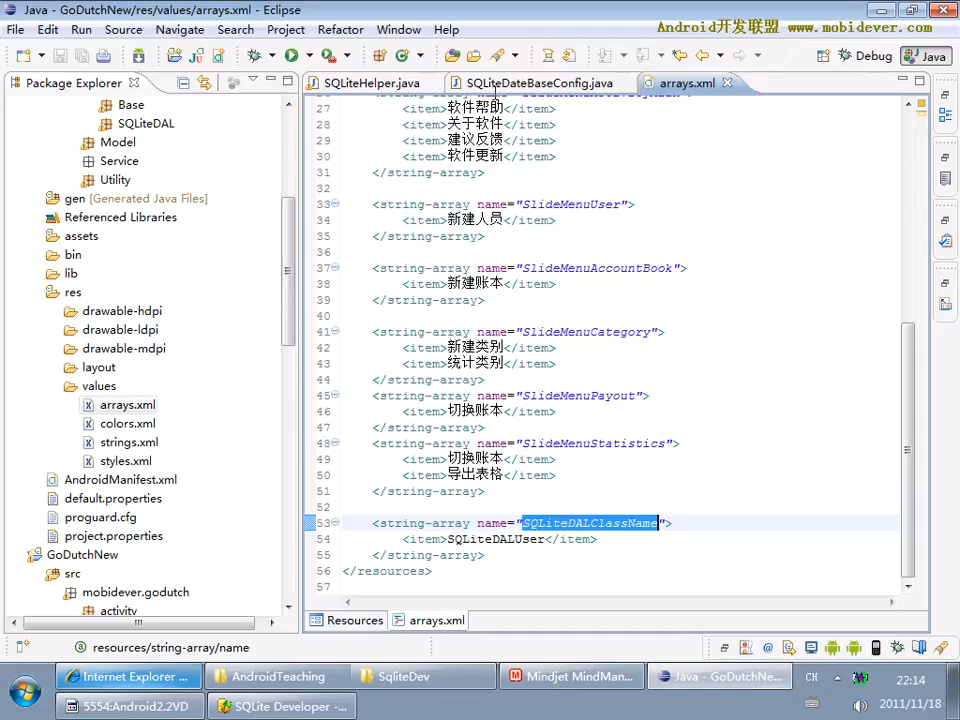 Java - GoDutchNew/res/values/arrays.xml - Eclipse
File Edit Run Source Navigate Search Project Refactor Window Help
Android开发联盟 www.mobidever.com
Debug
Java
Package Explorer
SQLiteHelper.java
SQLiteDateBaseConfig.java
arrays.xml
Base
SQLiteDAL
Model
Service
Utility
gen [Generated Java Files]
Referenced Libraries
assets
bin
lib
res
drawable-hdpi
drawable-ldpi
drawable-mdpi
layout
values
arrays.xml
colors.xml
strings.xml
styles.xml
AndroidManifest.xml
default.properties
proguard.cfg
project.properties
GoDutchNew
src
mobidever.godutch
activity
27 <item>软件帮助</item>
28 <item>关于软件</item>
29 <item>建议反馈</item>
30 <item>软件更新</item>
31 </string-array>
32
33 <string-array name="SlideMenuUser">
34 <item>新建人员</item>
35 </string-array>
36
37 <string-array name="SlideMenuAccountBook">
38 <item>新建账本</item>
39 </string-array>
40
41 <string-array name="SlideMenuCategory">
42 <item>新建类别</item>
43 <item>统计类别</item>
44 </string-array>
45 <string-array name="SlideMenuPayout">
46 <item>切换账本</item>
47 </string-array>
48 <string-array name="SlideMenuStatistics">
49 <item>切换账本</item>
50 <item>导出表格</item>
51 </string-array>
52
53 <string-array name="SQLiteDALClassName">
54 <item>SQLiteDALUser</item>
55 </string-array>
56 </resources>
57
Resources
arrays.xml
resources/string-array/name
Internet Explorer ...
AndroidTeaching
SqliteDev
Mindjet MindMan...
Java - GoDutchNe...
CH
22:14
5554:Android2.2VD
SQLite Developer - ...
2011/11/18